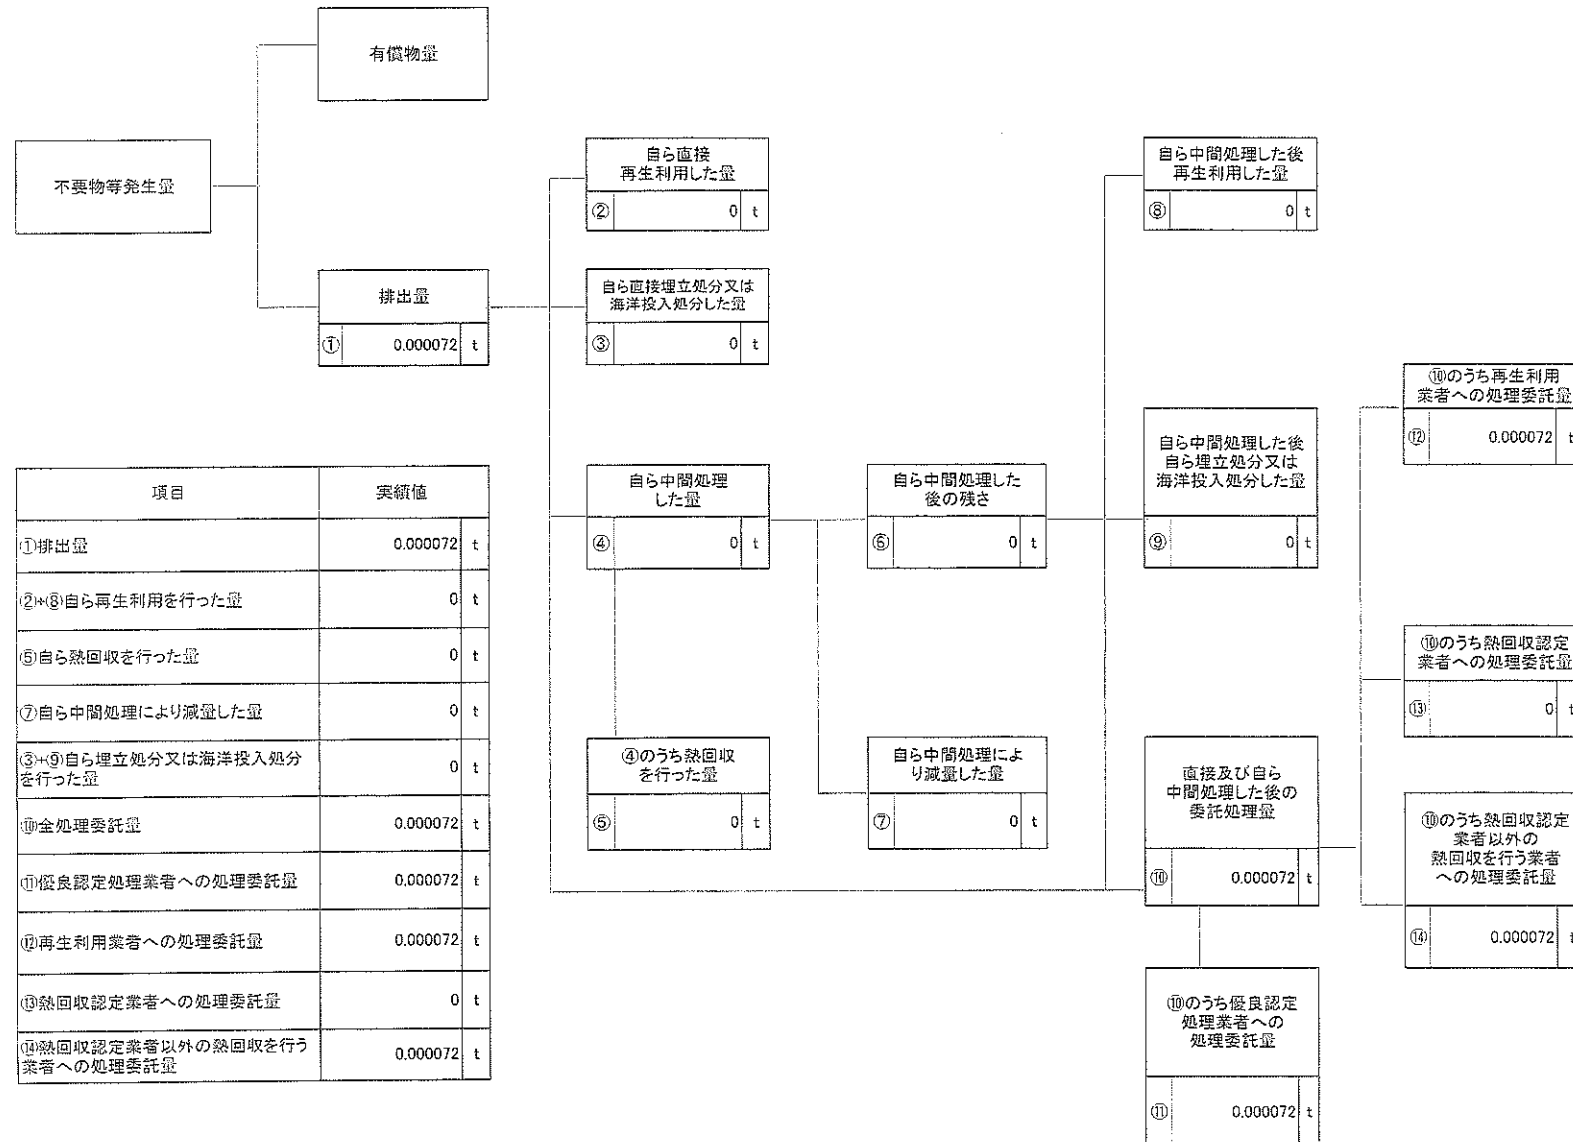 有償物量
不要物等発生量
排出量
① 0.000072 t
自ら直接
再生利用した量
② 0 t
自ら直接埋立処分又は
海洋投入処分した量
③ 0 t
自ら中間処理
した量
④ 0 t
④のうち熱回収
を行った量
⑤ 0 t
自ら中間処理した
後の残さ
⑥ 0 t
自ら中間処理によ
り減量した量
⑦ 0 t
自ら中間処理した後
再生利用した量
⑧ 0 t
自ら中間処理した後
自ら埋立処分又は
海洋投入処分した量
⑨ 0 t
直接及び自ら
中間処理した後の
委託処理量
⑩ 0.000072 t
⑩のうち優良認定
処理業者への
処理委託量
⑪ 0.000072 t
⑩のうち再生利用
業者への処理委託量
⑫ 0.000072 t
⑩のうち熱回収認定
業者への処理委託量
⑬ 0 t
⑩のうち熱回収認定
業者以外の
熱回収を行う業者
への処理委託量
⑭ 0.000072 t
項目 実績値
①排出量 0.000072 t
②+⑧自ら再生利用を行った量 0 t
⑤自ら熱回収を行った量 0 t
⑦自ら中間処理により減量した量 0 t
③+⑨自ら埋立処分又は海洋投入処分
を行った量 0 t
⑩全処理委託量 0.000072 t
⑪優良認定処理業者への処理委託量 0.000072 t
⑫再生利用業者への処理委託量 0.000072 t
⑬熱回収認定業者への処理委託量 0 t
⑭熱回収認定業者以外の熱回収を行う
業者への処理委託量 0.000072 t